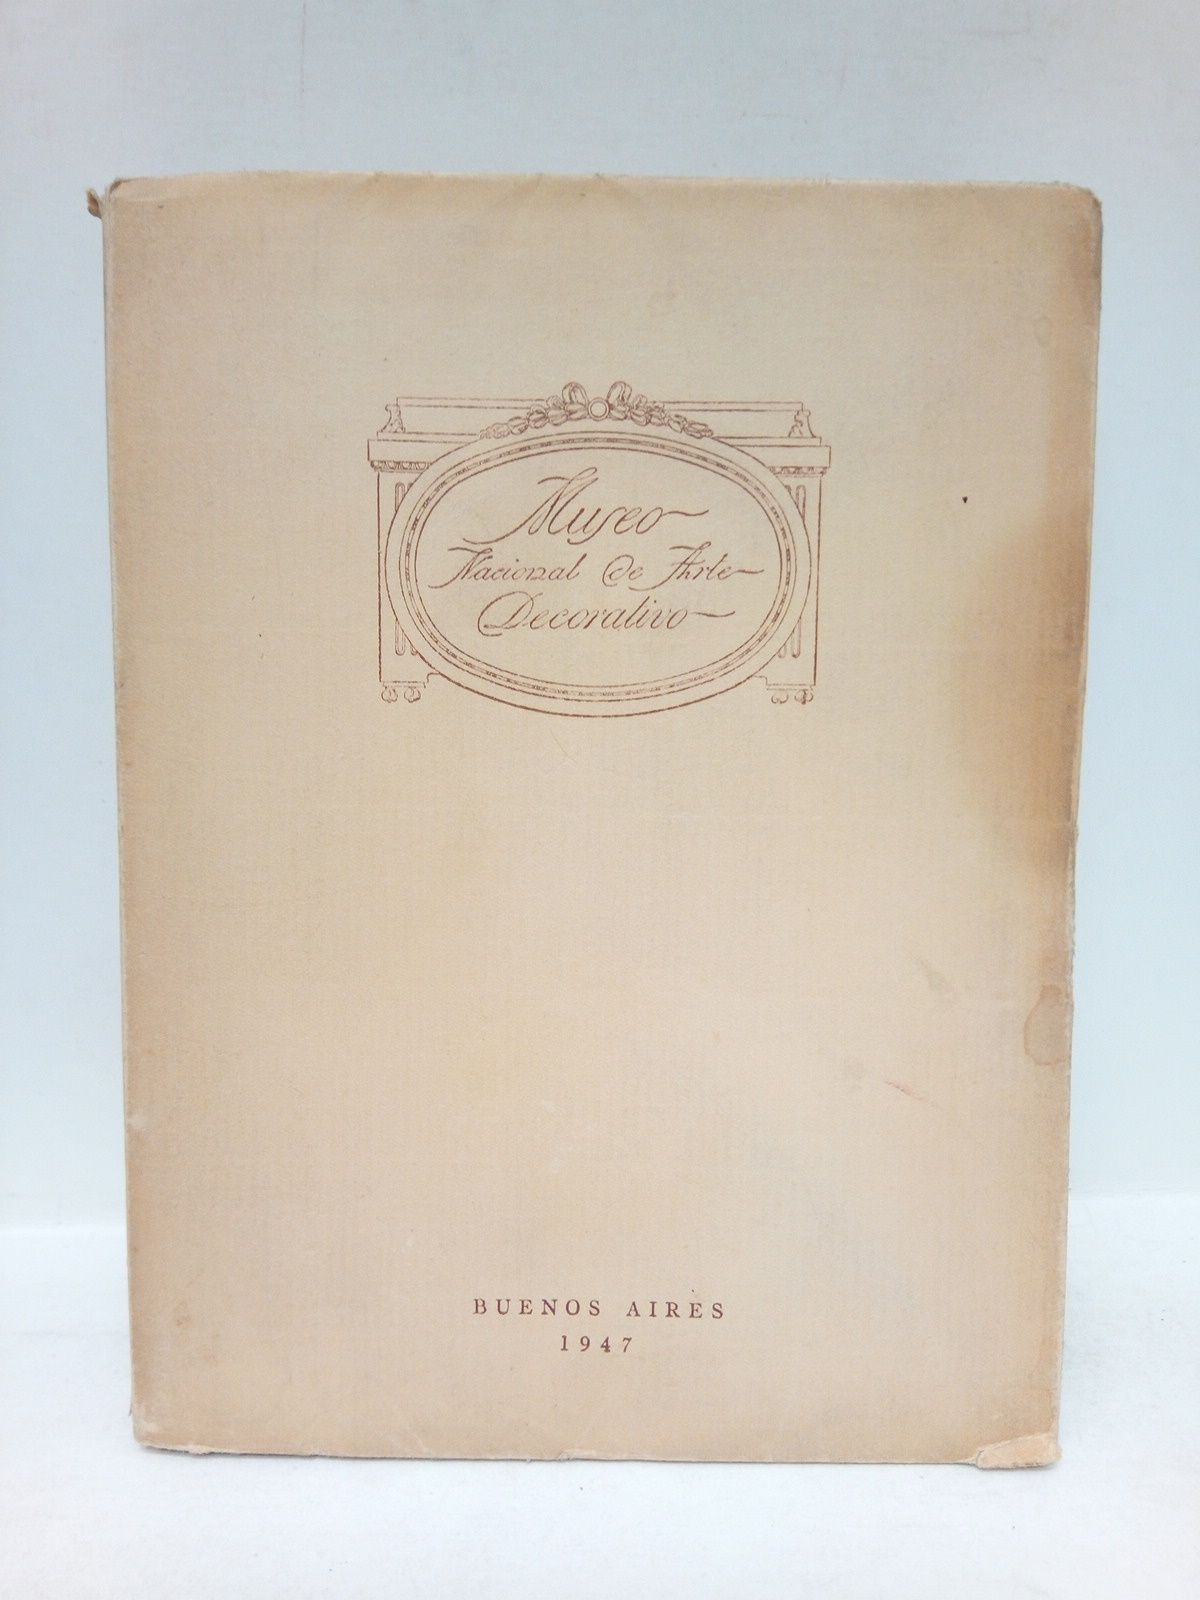 Museo
Nacional de Arte
Decorativo
BUENOS AIRES
1947